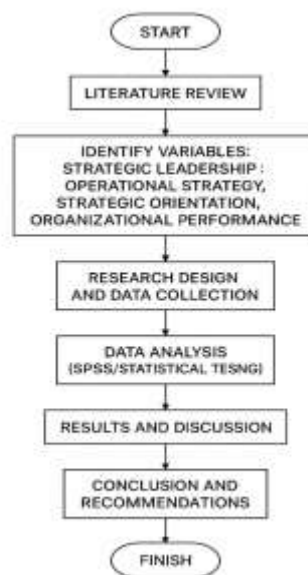 START
LITERATURE REVIEW
IDENTIFY VARIABLES:
STRATEGIC LEADERSHIP :
OPERATIONAL STRATEGY,
STRATEGIC ORIENTATION,
ORGANIZATIONAL PERFORMANCE
RESEARCH DESIGN
AND DATA COLLECTION
DATA ANALYSIS
(SPSS/STATISTICAL TESNG)
RESULTS AND DISCUSSION
CONCLUSION AND
RECOMMENDATIONS
FINISH